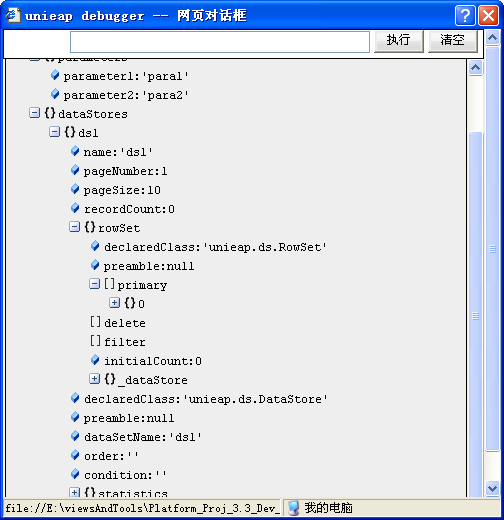 unieap debugger -- 网页对话框
执行 清空
{}parameters
parameter1:'para1'
parameter2:'para2'
{}dataStores
{}ds1
name:'ds1'
pageNumber:1
pageSize:10
recordCount:0
{}rowSet
declaredClass:'unieap.ds.RowSet'
preamble:null
[]primary
{}0
[]delete
[]filter
initialCount:0
{}_dataStore
declaredClass:'unieap.ds.DataStore'
preamble:null
dataSetName:'ds1'
order:''
condition:''
{}statistics
file://E:\viewsAndTools\Platform_Proj_3.3_Dev_ 我的电脑